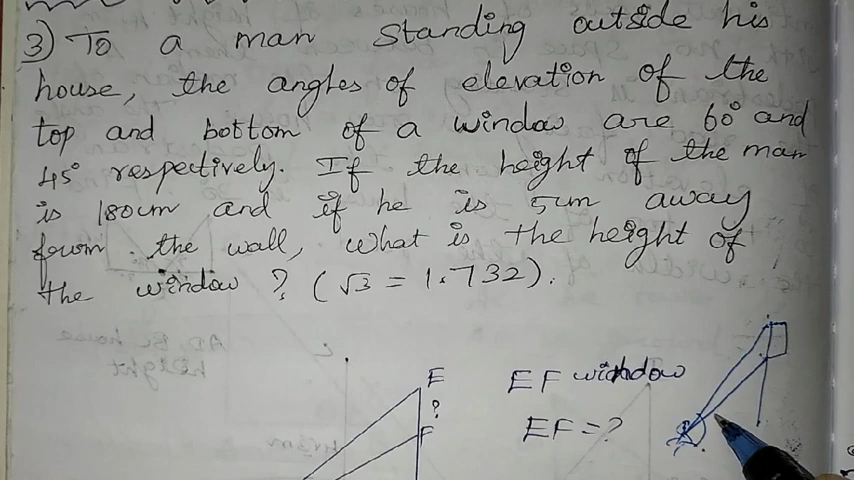 3) To a man standing outside his
house, the angles of elevation of the
top and bottom of a window are 60° and
45° respectively. If the height of the man
is 180cm and if he is 5cm away
from the wall, what is the height of
the window? (√3 = 1.732).
E
?
F
EF window
EF = ?